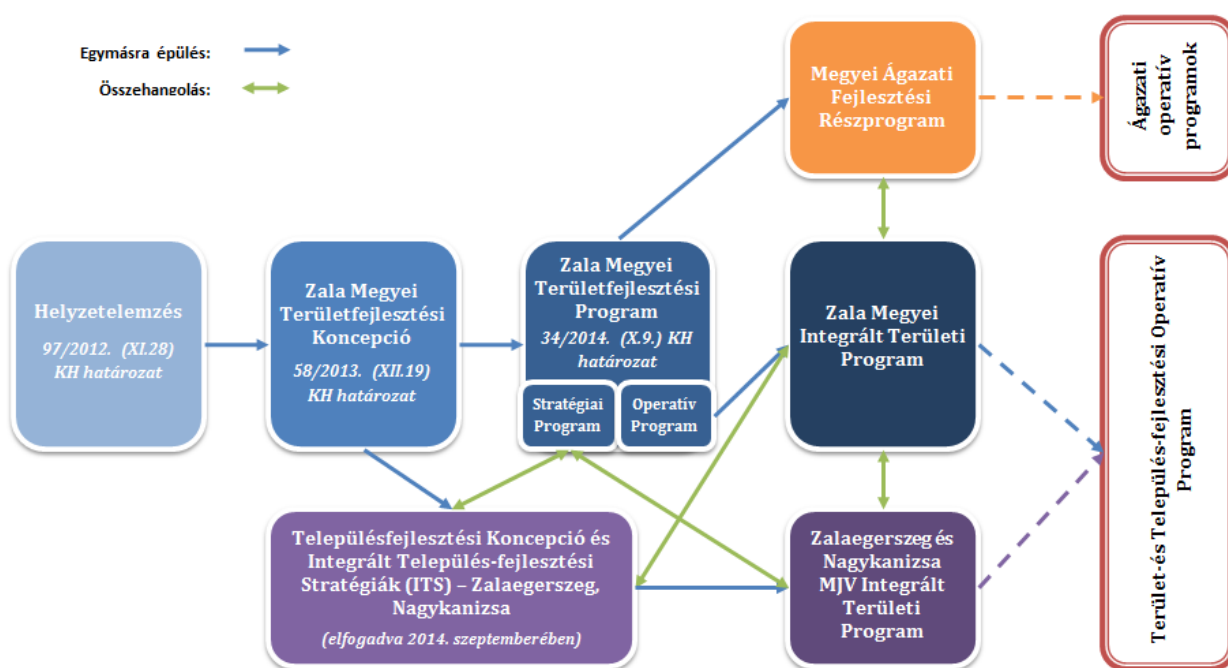 Egymásra épülés:
Összehangolás:
Megyei Ágazati
Fejlesztési
Részprogram
Ágazati
operatív
programok
Helyzetelemzés
97/2012. (XI.28)
KH határozat
Zala Megyei
Területfejlesztési
Koncepció
58/2013. (XII.19)
KH határozat
Zala Megyei
Területfejlesztési
Program
34/2014. (X.9.) KH
határozat
Stratégiai
Program
Operatív
Program
Zala Megyei
Integrált Területi
Program
Terület-és Település-fejlesztési Operatív
Program
Településfejlesztési Koncepció és
Integrált Település-fejlesztési
Stratégiák (ITS) – Zalaegerszeg,
Nagykanizsa
(elfogadva 2014. szeptemberében)
Zalaegerszeg és
Nagykanizsa
MJV Integrált
Területi
Program